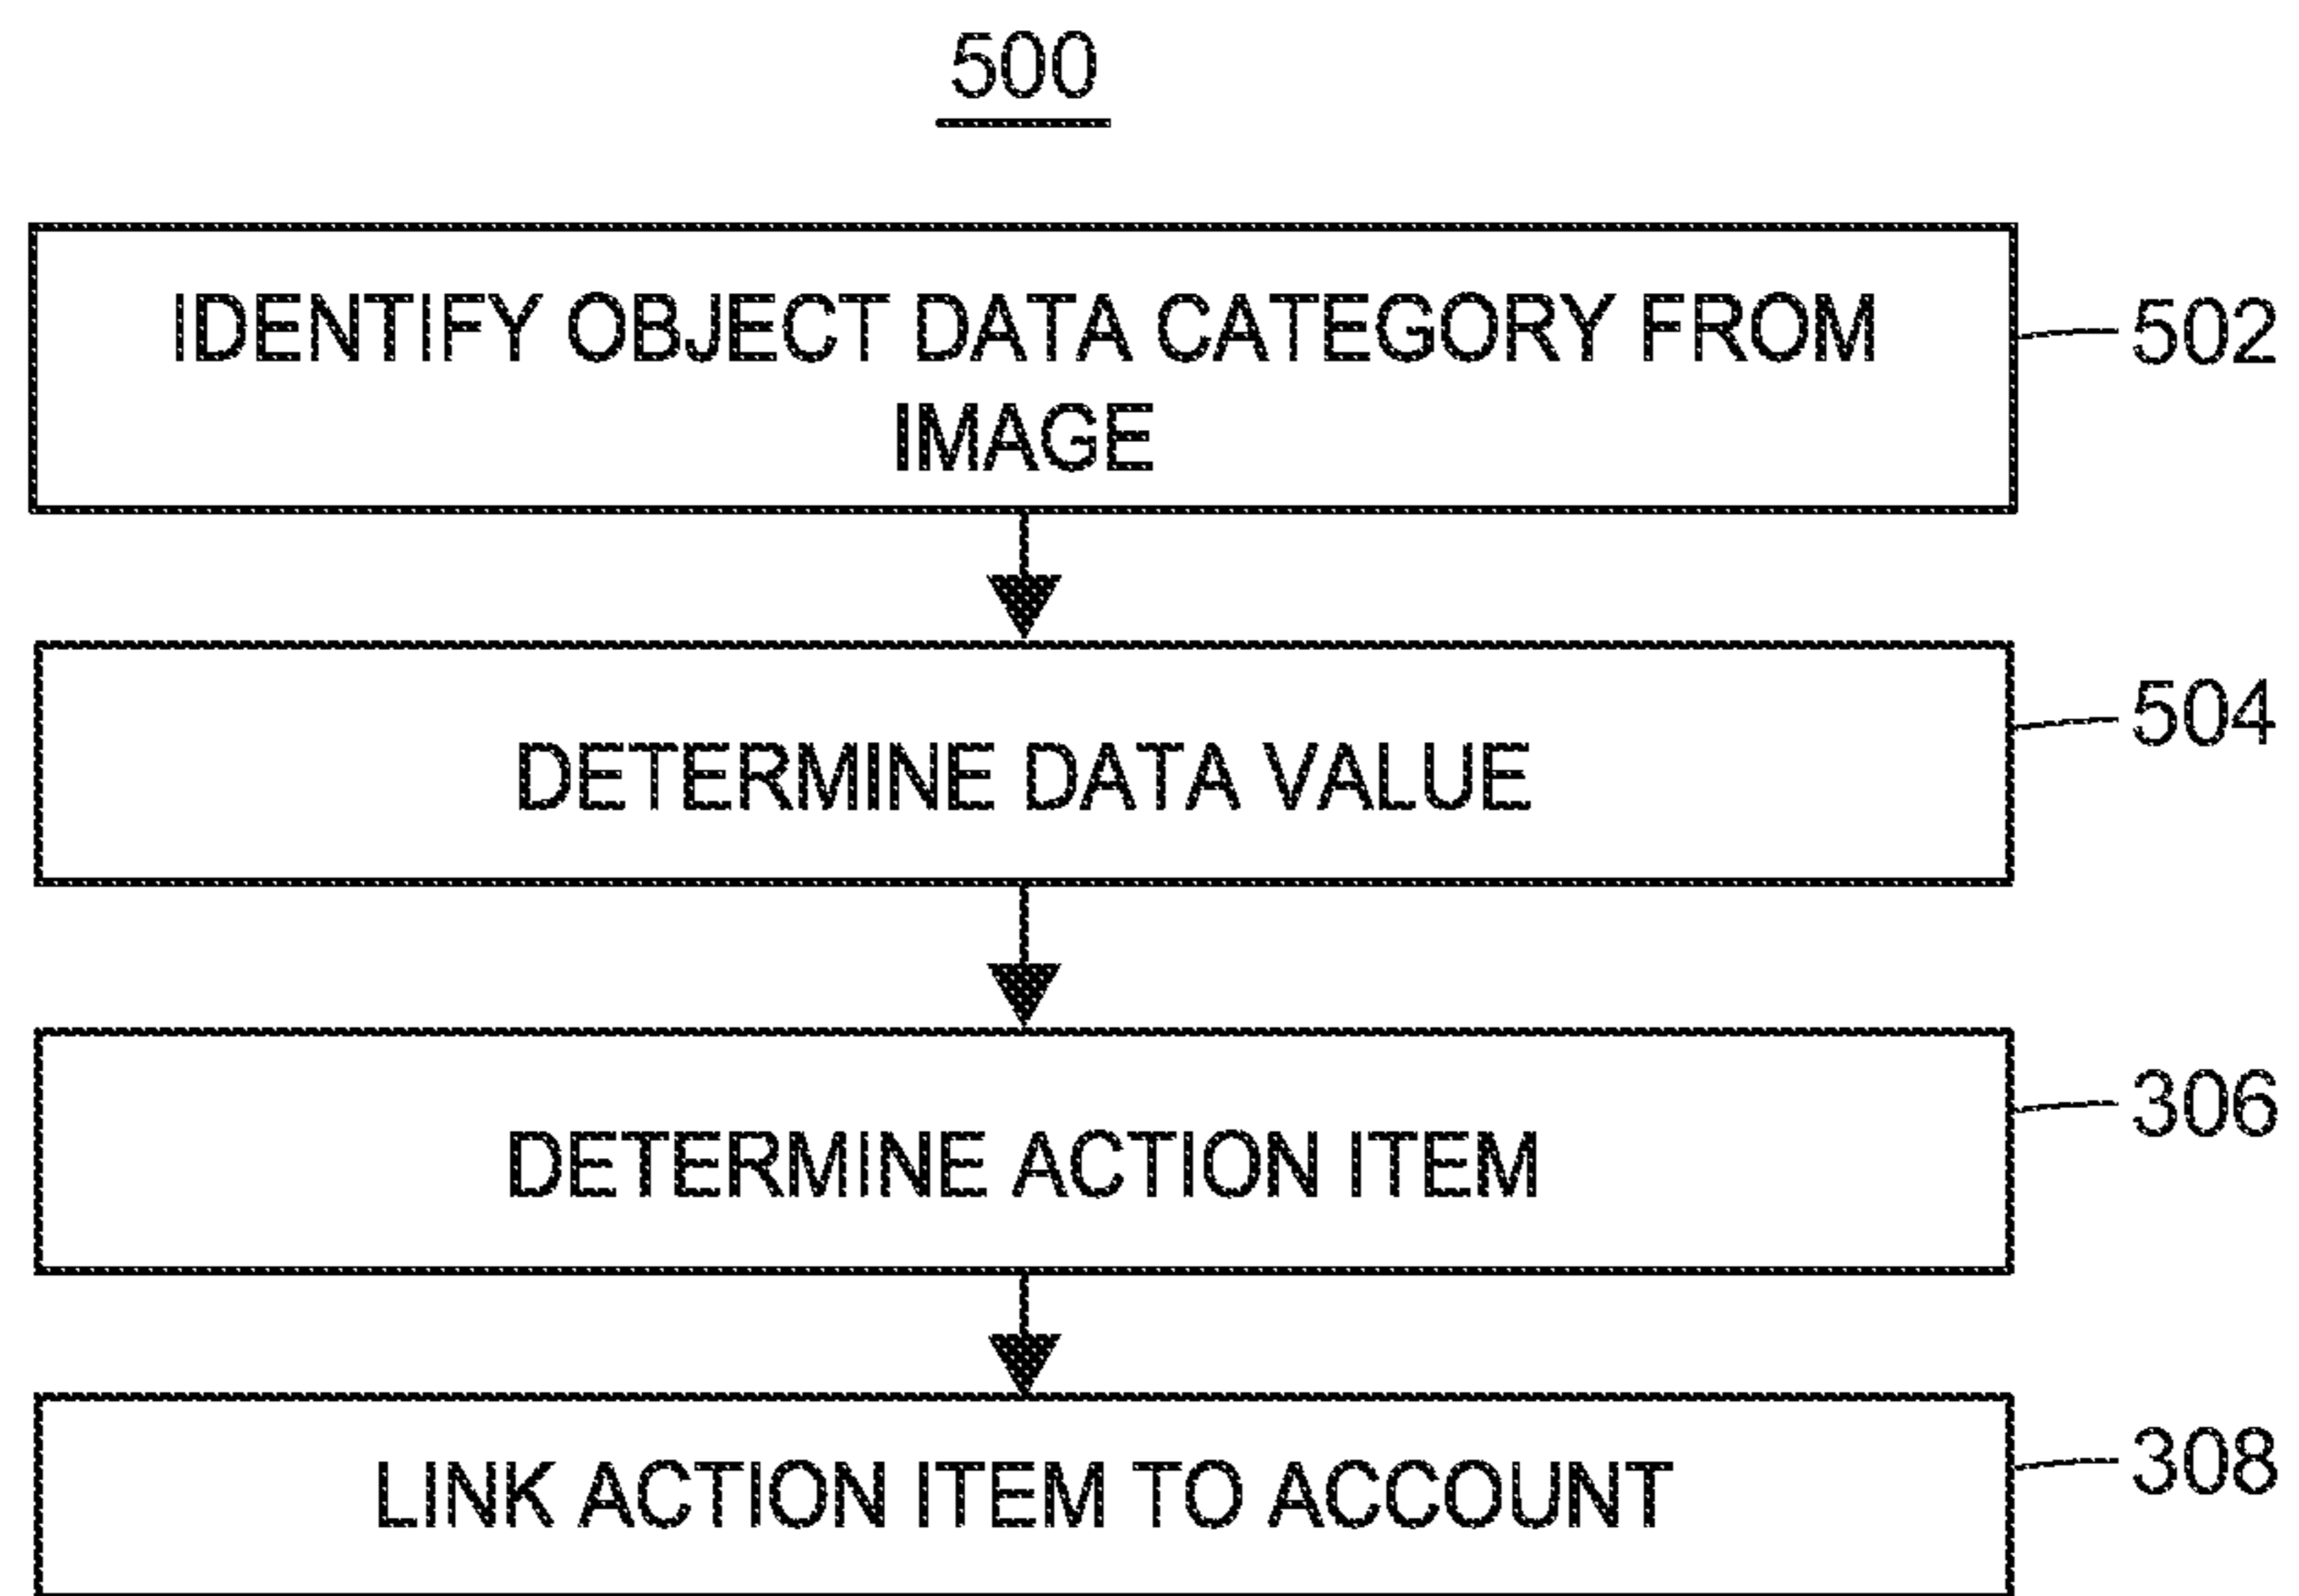 500
IDENTIFY OBJECT DATA CATEGORY FROM
IMAGE
502
DETERMINE DATA VALUE
504
DETERMINE ACTION ITEM
306
LINK ACTION ITEM TO ACCOUNT
308